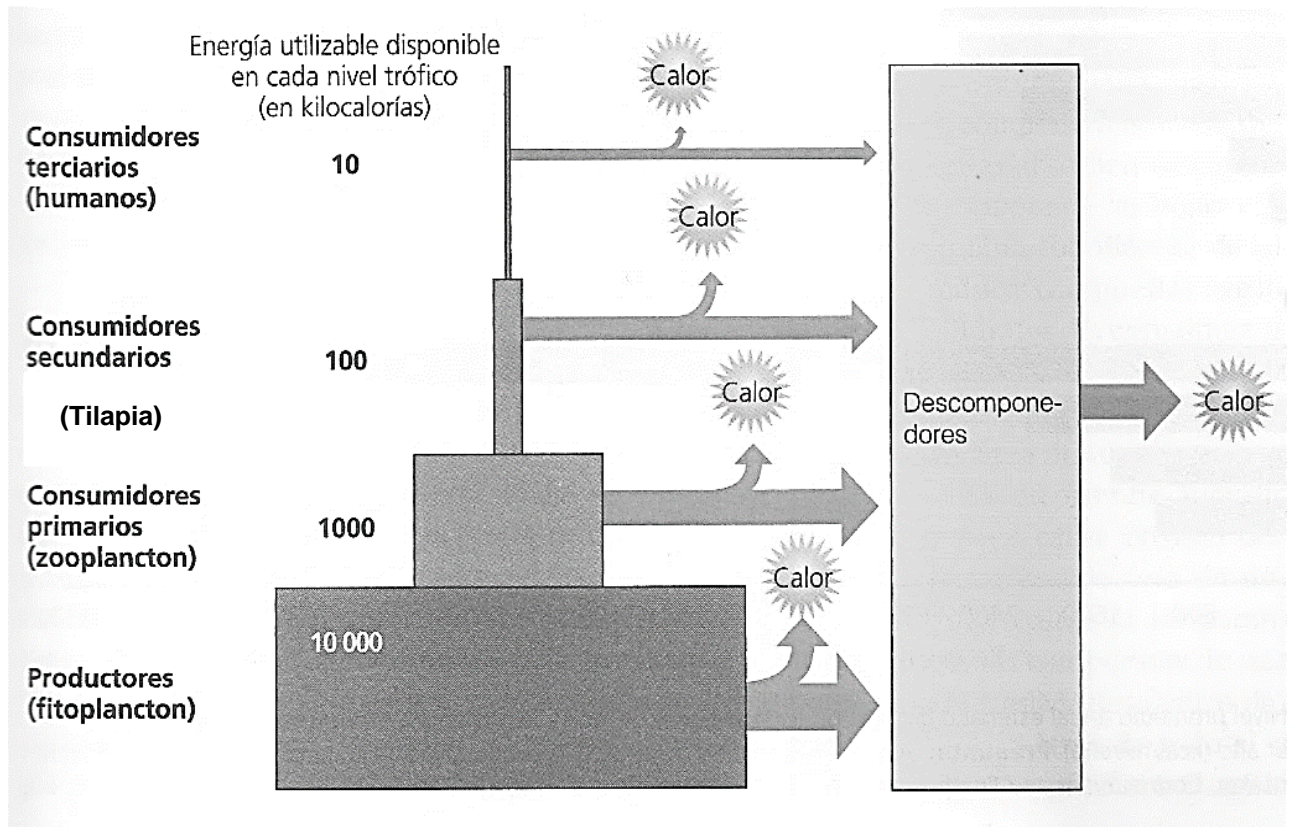 Energía utilizable disponible
en cada nivel trófico
(en kilocalorías)
Calor
Consumidores
terciarios
(humanos)
10
Calor
Consumidores
secundarios
(Tilapia)
100
Calor
Descompone-
dores
Calor
Consumidores
primarios
(zooplancton)
1000
Calor
10 000
Productores
(fitoplancton)